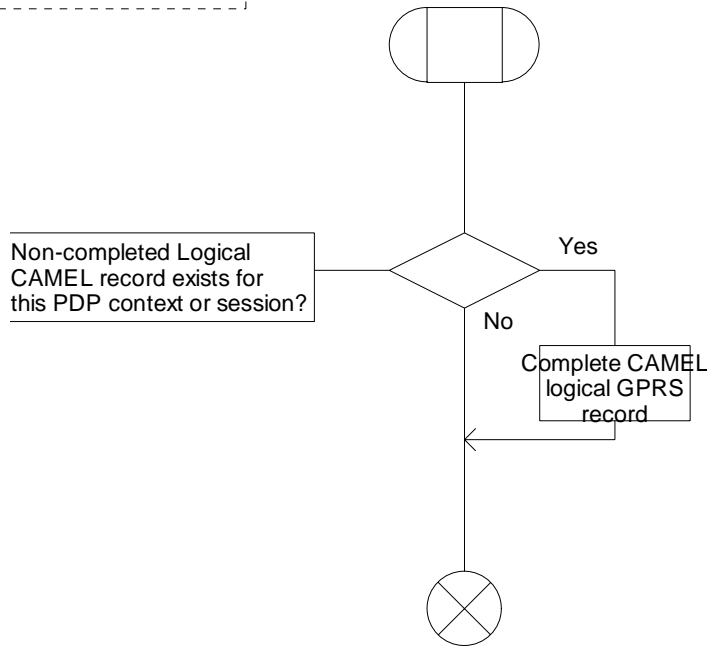 Non-completed Logical
CAMEL record exists for
this PDP context or session?
Yes
No
Complete CAMEL
logical GPRS
record